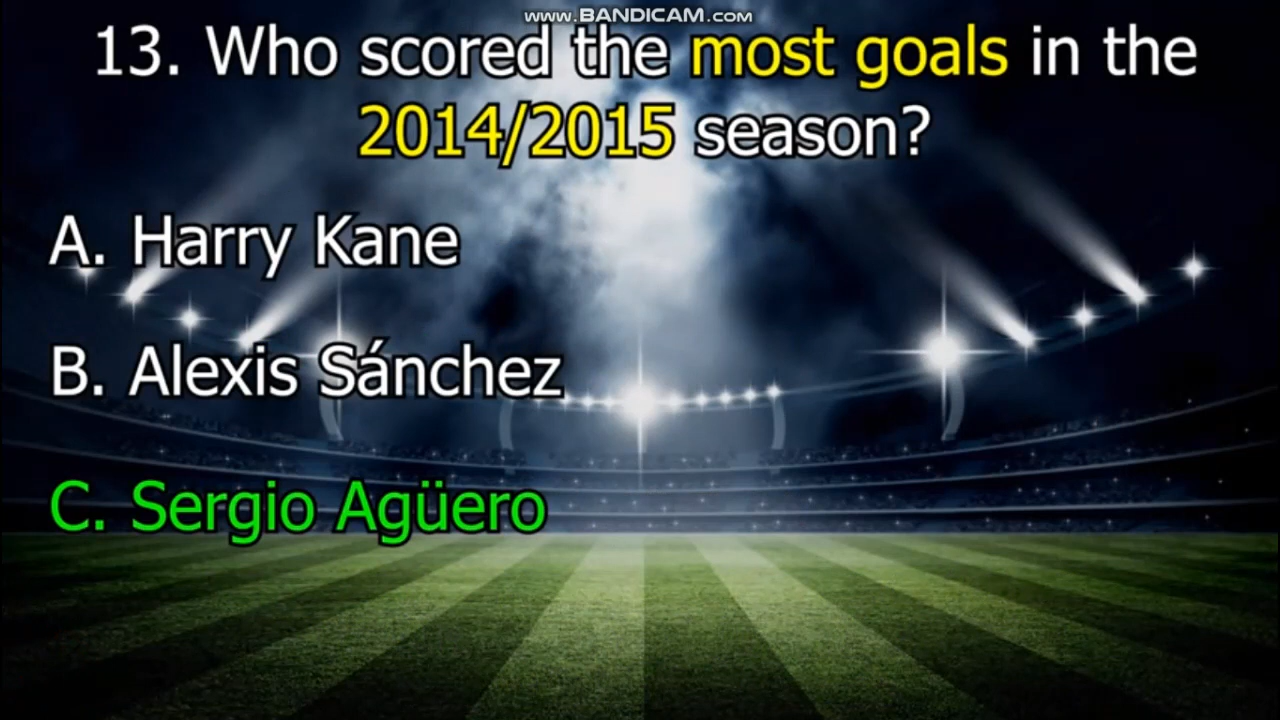 www.BANDICAM.com
13. Who scored the most goals in the
2014/2015 season?
A. Harry Kane
B. Alexis Sánchez
C. Sergio Agüero